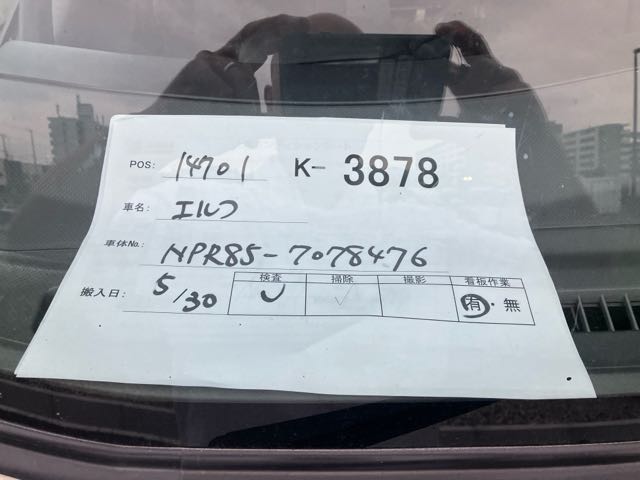 POS: 14701 K-3878
車名: エルフ
車体No.: NPR85-7078476
搬入日: 5/30
検査 掃除 撮影 看板作業
✓ ✓ 有・無